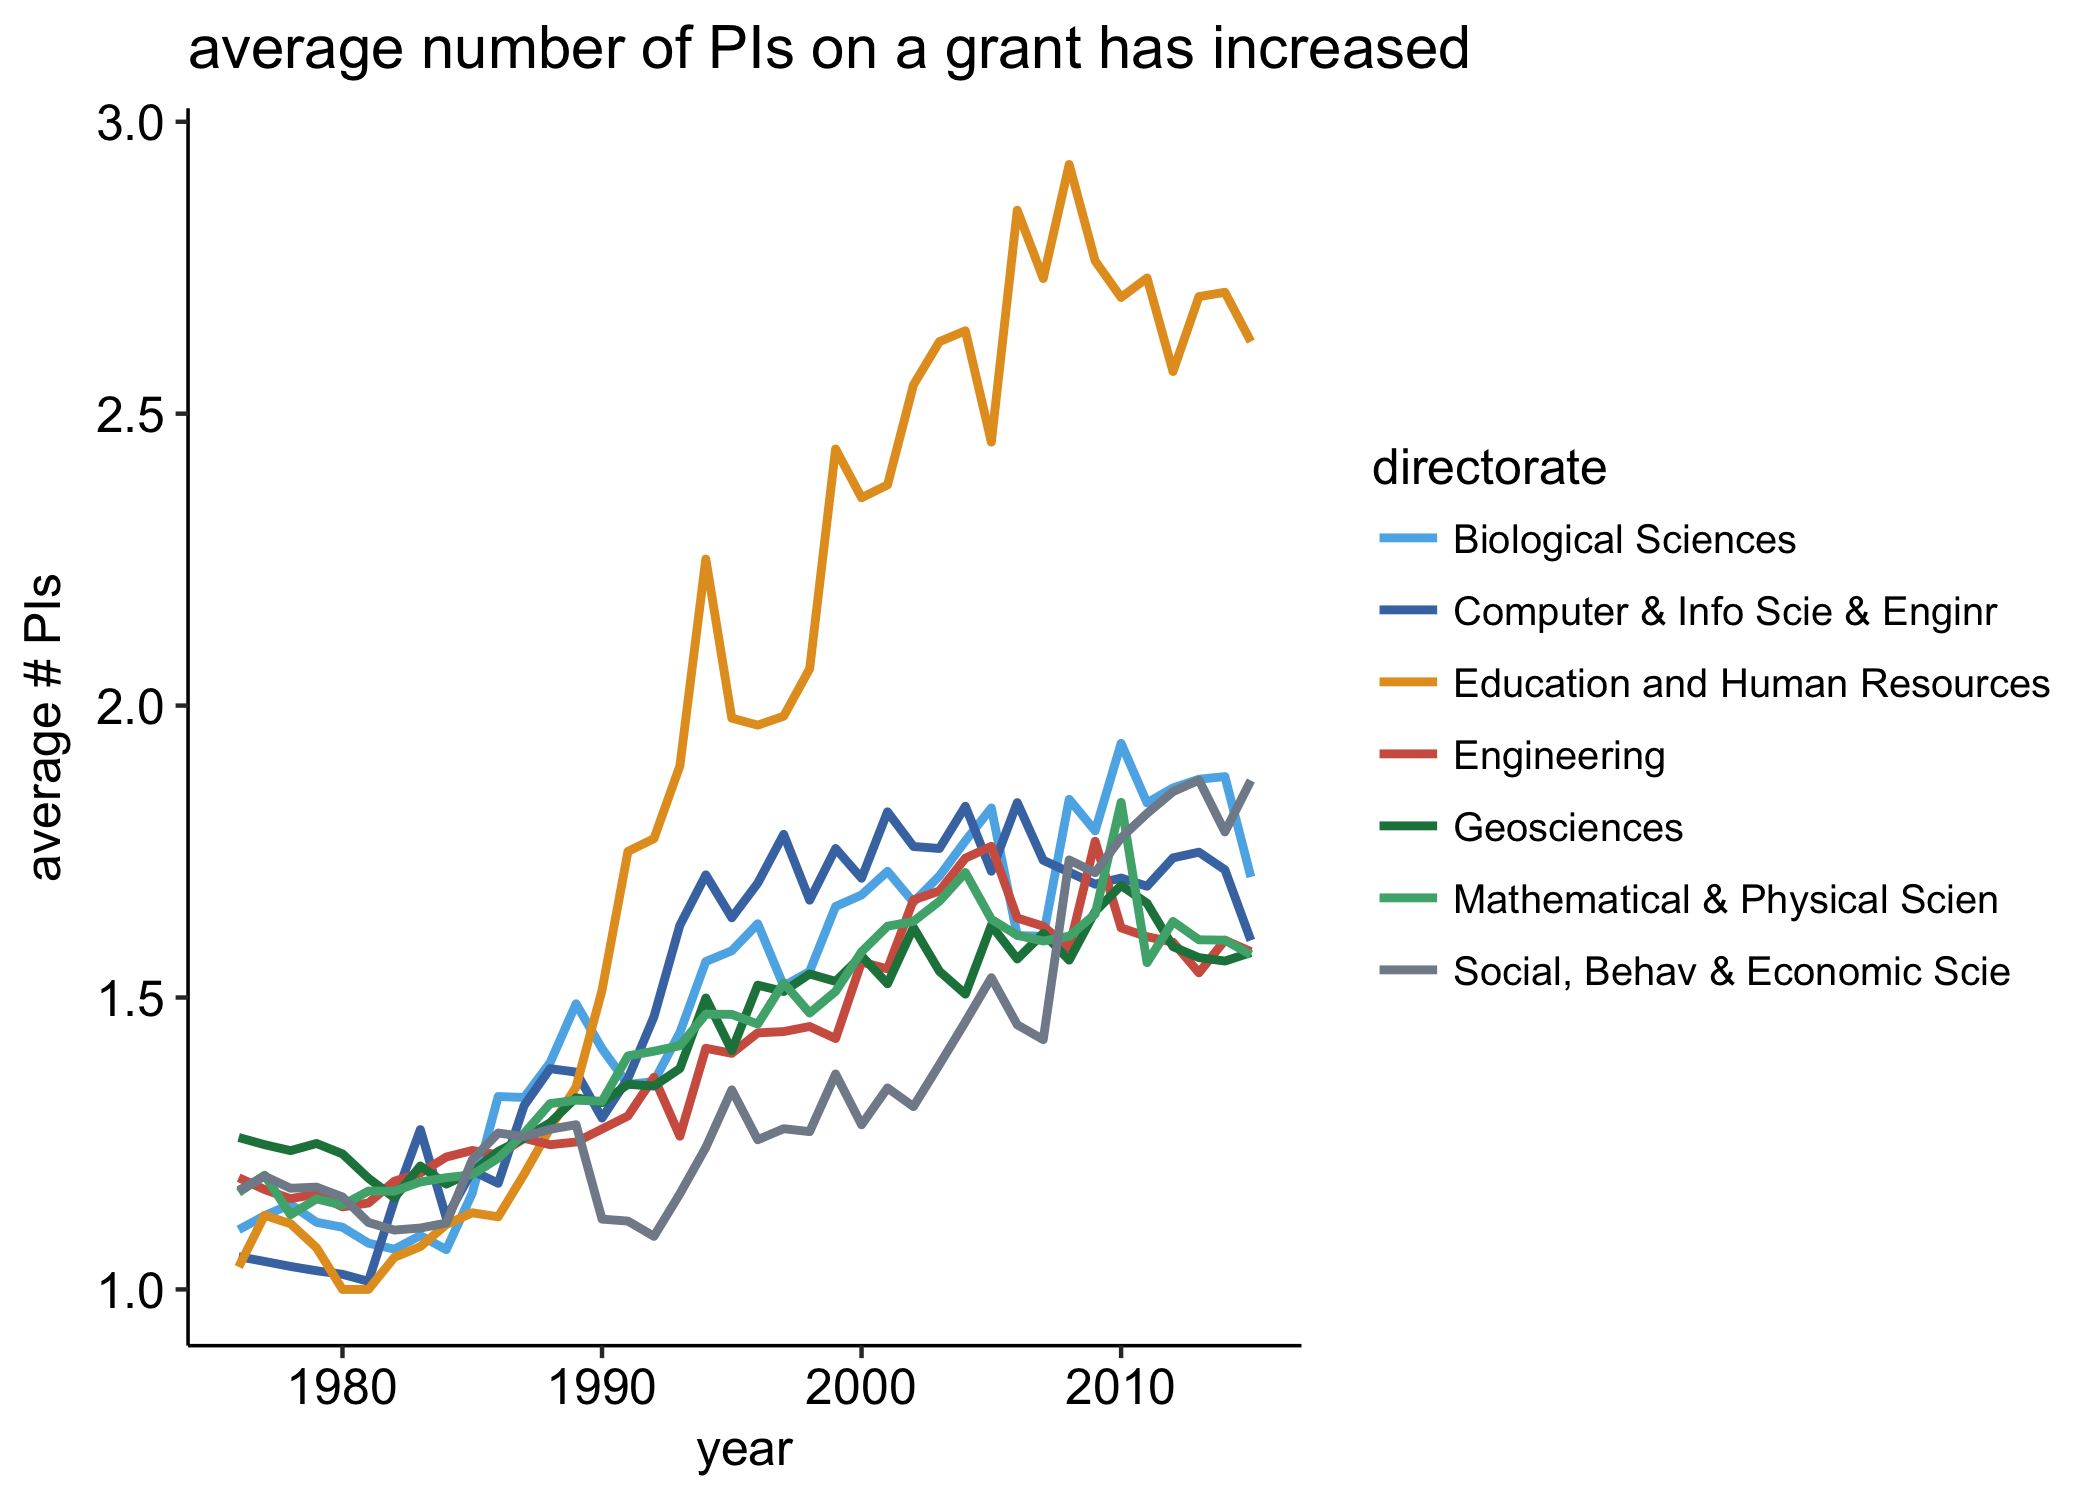 average number of PIs on a grant has increased
3.0
2.5
2.0
1.5
1.0
average # PIs
1980 1990 2000 2010
year
directorate
Biological Sciences
Computer & Info Scie & Enginr
Education and Human Resources
Engineering
Geosciences
Mathematical & Physical Scien
Social, Behav & Economic Scie